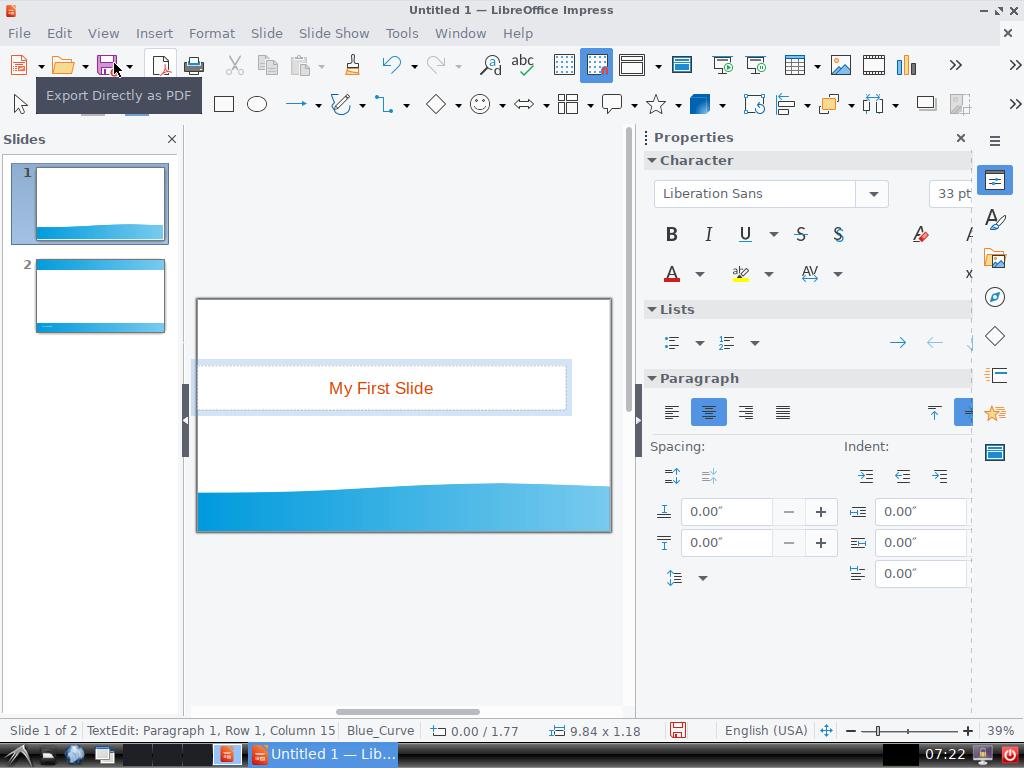 Untitled 1 — LibreOffice Impress
File Edit View Insert Format Slide Slide Show Tools Window Help
abc
Export Directly as PDF
Slides
Properties
Character
Liberation Sans
33 pt
B I U S S
A AV
Lists
Paragraph
Spacing:
Indent:
0.00″ 0.00″
0.00″ 0.00″
0.00″
1
2
My First Slide
Slide 1 of 2 TextEdit: Paragraph 1, Row 1, Column 15 Blue_Curve 0.00 / 1.77 9.84 x 1.18 English (USA) 39%
Untitled 1 — Lib... 07:22